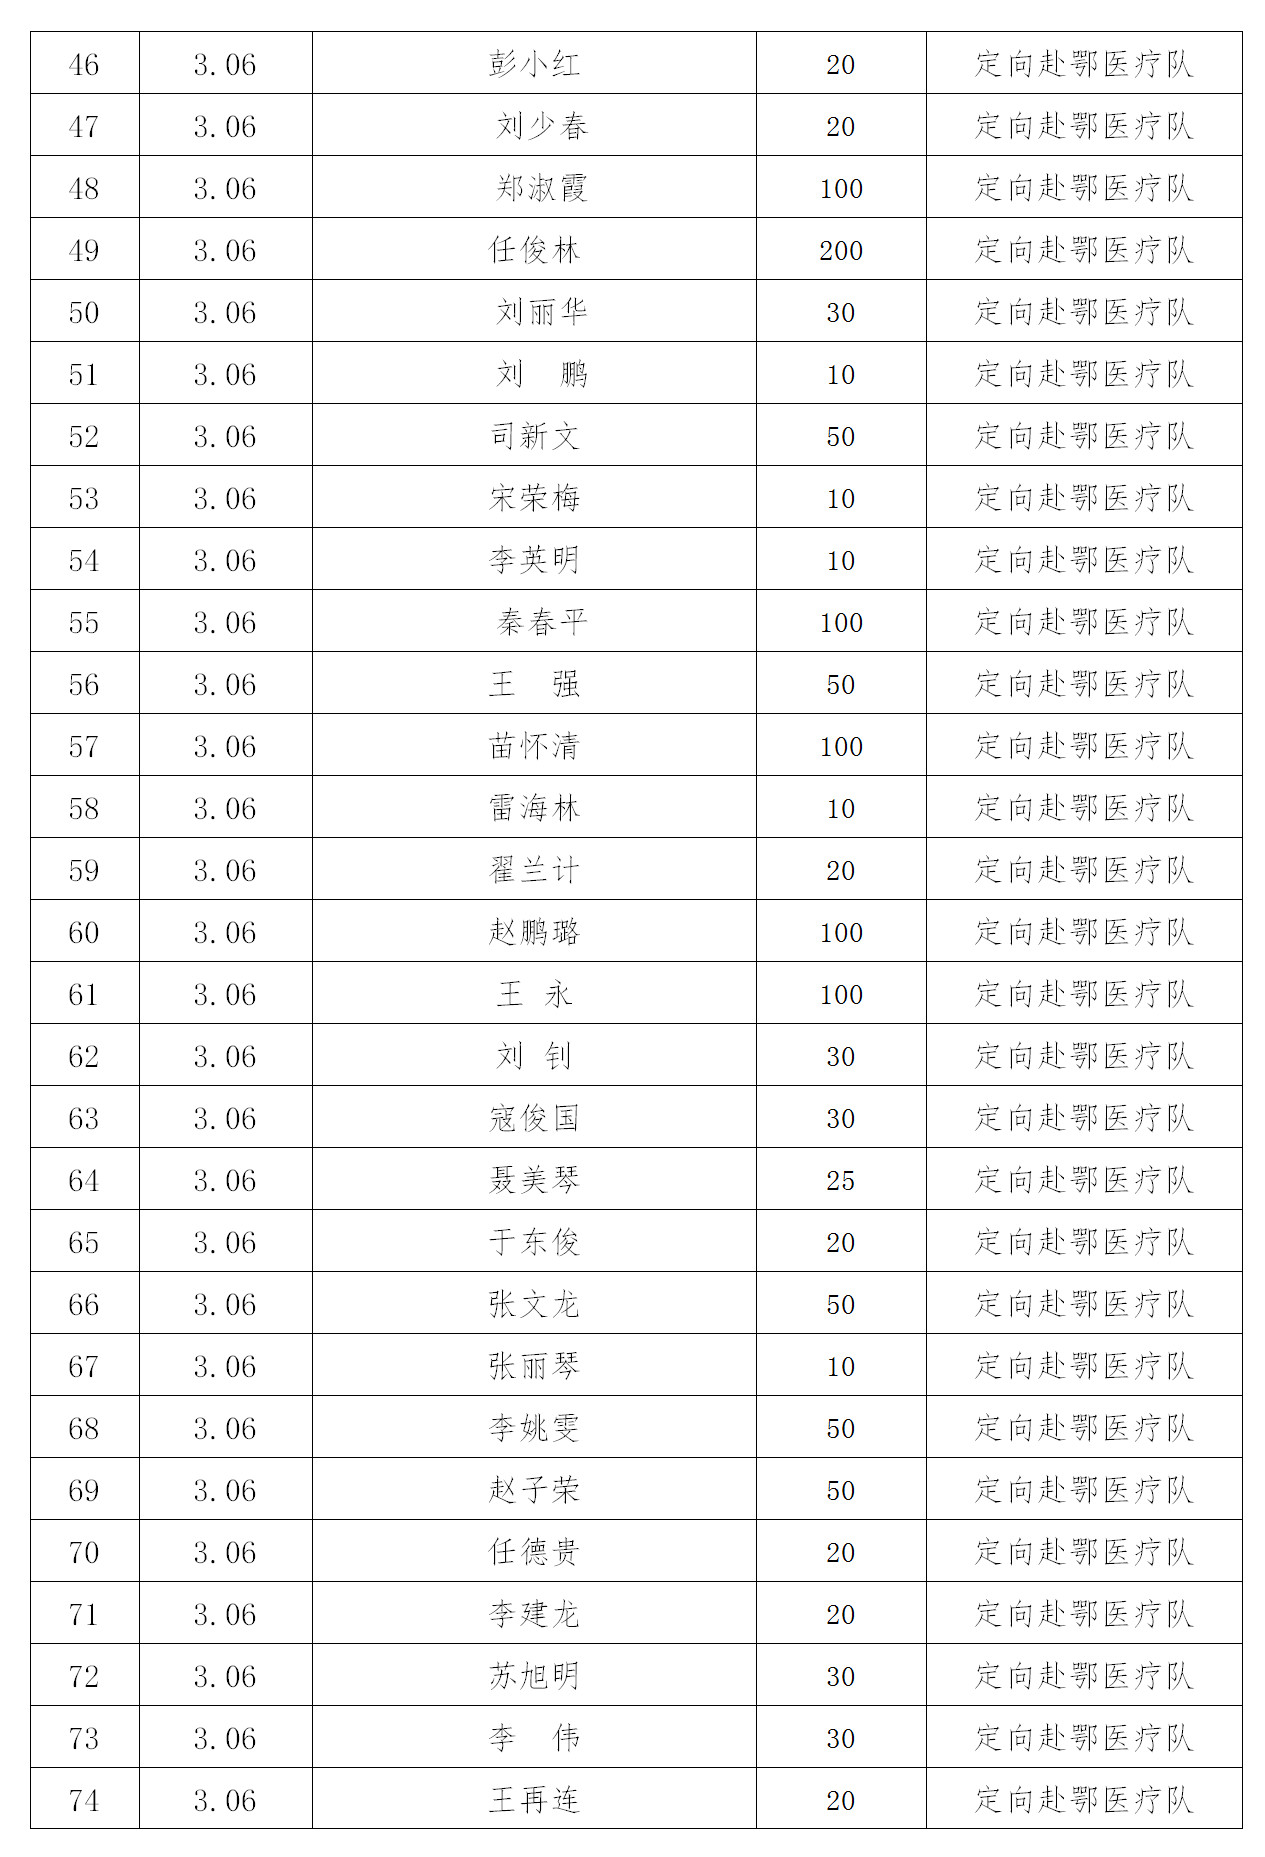 46 3.06 彭小红 20 定向赴鄂医疗队
47 3.06 刘少春 20 定向赴鄂医疗队
48 3.06 郑淑霞 100 定向赴鄂医疗队
49 3.06 任俊林 200 定向赴鄂医疗队
50 3.06 刘丽华 30 定向赴鄂医疗队
51 3.06 刘　鹏 10 定向赴鄂医疗队
52 3.06 司新文 50 定向赴鄂医疗队
53 3.06 宋荣梅 10 定向赴鄂医疗队
54 3.06 李英明 10 定向赴鄂医疗队
55 3.06 秦春平 100 定向赴鄂医疗队
56 3.06 王　强 50 定向赴鄂医疗队
57 3.06 苗怀清 100 定向赴鄂医疗队
58 3.06 雷海林 10 定向赴鄂医疗队
59 3.06 翟兰计 20 定向赴鄂医疗队
60 3.06 赵鹏璐 100 定向赴鄂医疗队
61 3.06 王 永 100 定向赴鄂医疗队
62 3.06 刘 钊 30 定向赴鄂医疗队
63 3.06 寇俊国 30 定向赴鄂医疗队
64 3.06 聂美琴 25 定向赴鄂医疗队
65 3.06 于东俊 20 定向赴鄂医疗队
66 3.06 张文龙 50 定向赴鄂医疗队
67 3.06 张丽琴 10 定向赴鄂医疗队
68 3.06 李姚雯 50 定向赴鄂医疗队
69 3.06 赵子荣 50 定向赴鄂医疗队
70 3.06 任德贵 20 定向赴鄂医疗队
71 3.06 李建龙 20 定向赴鄂医疗队
72 3.06 苏旭明 30 定向赴鄂医疗队
73 3.06 李　伟 30 定向赴鄂医疗队
74 3.06 王再连 20 定向赴鄂医疗队